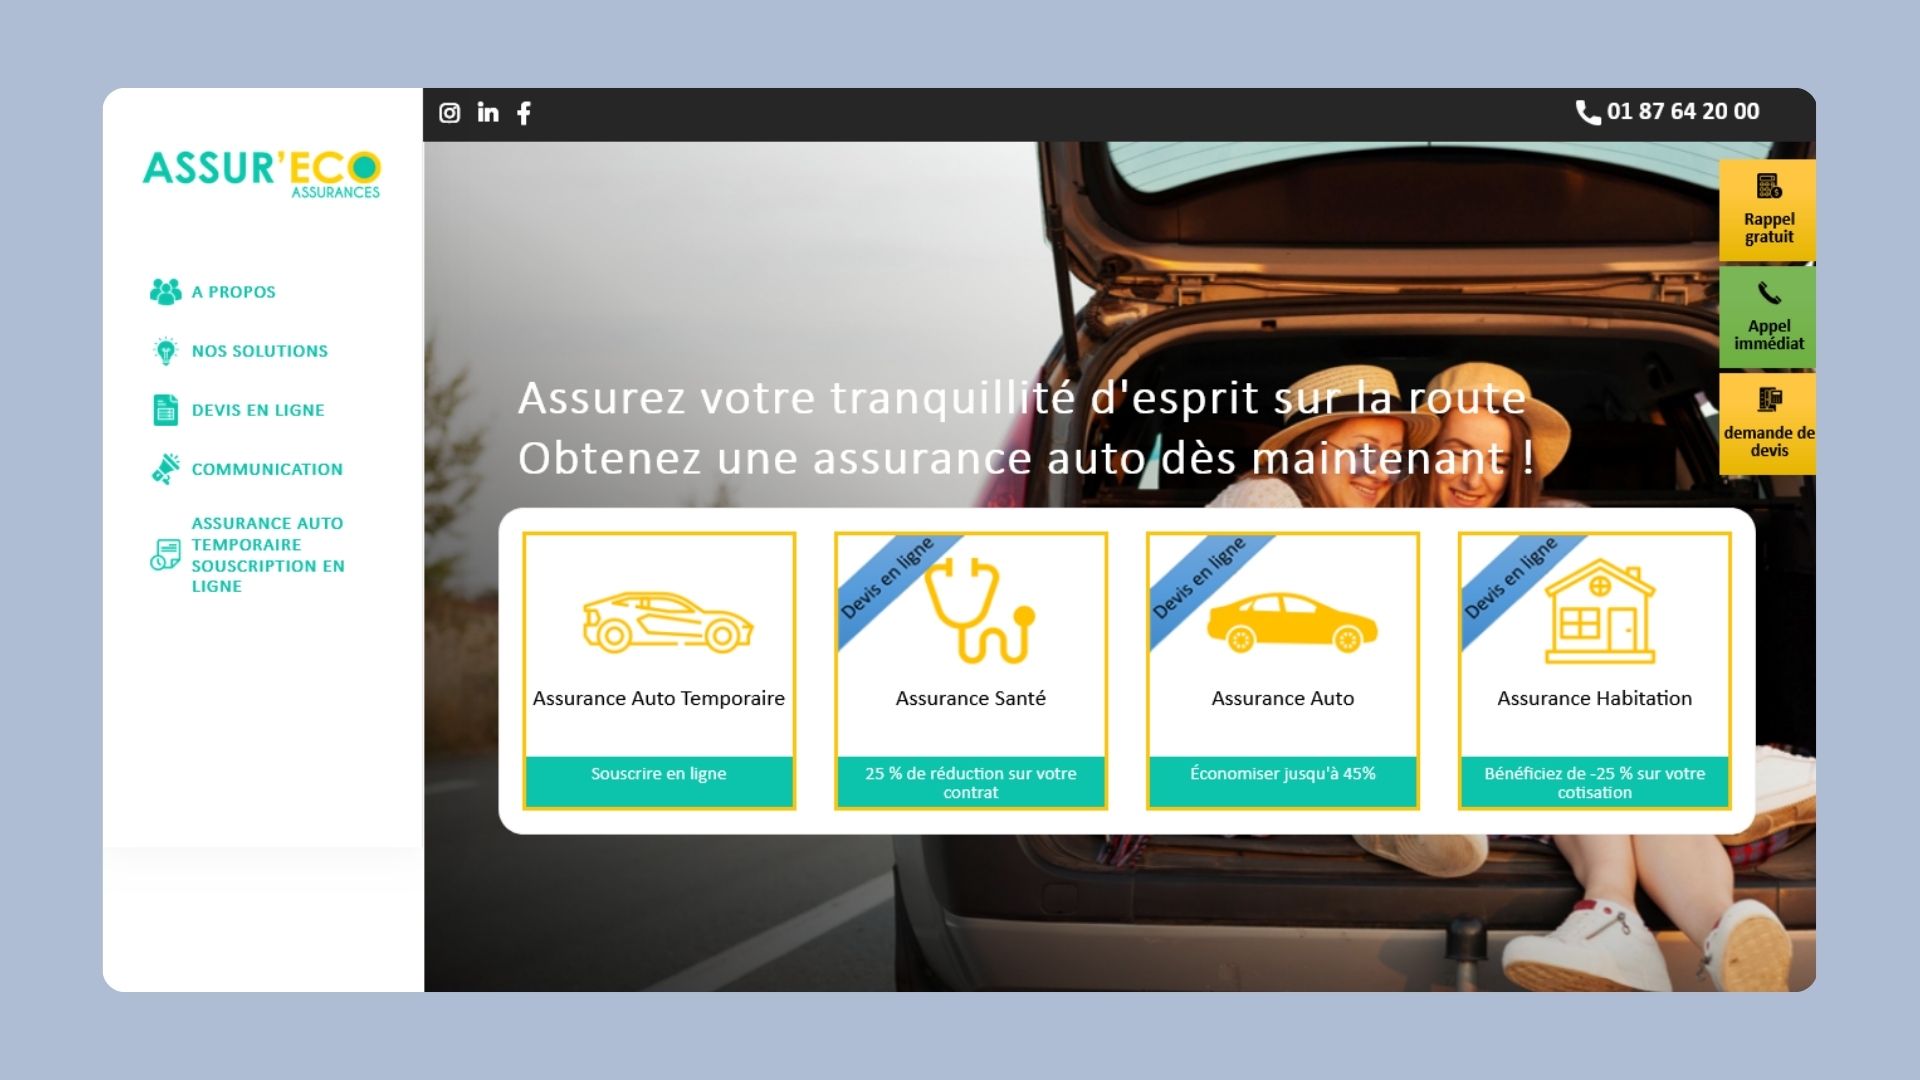 ASSUR'ECO
ASSURANCES
A PROPOS
NOS SOLUTIONS
DEVIS EN LIGNE
COMMUNICATION
ASSURANCE AUTO
TEMPORAIRE
SOUSCRIPTION EN
LIGNE
01 87 64 20 00
Rappel
gratuit
Appel
immédiat
demande de
devis
Assurez votre tranquillité d'esprit sur la route
Obtenez une assurance auto dès maintenant !
Assurance Auto Temporaire
Souscrire en ligne
Devis en ligne
Assurance Santé
25 % de réduction sur votre
contrat
Devis en ligne
Assurance Auto
Économiser jusqu'à 45%
Devis en ligne
Assurance Habitation
Bénéficiez de -25 % sur votre
cotisation